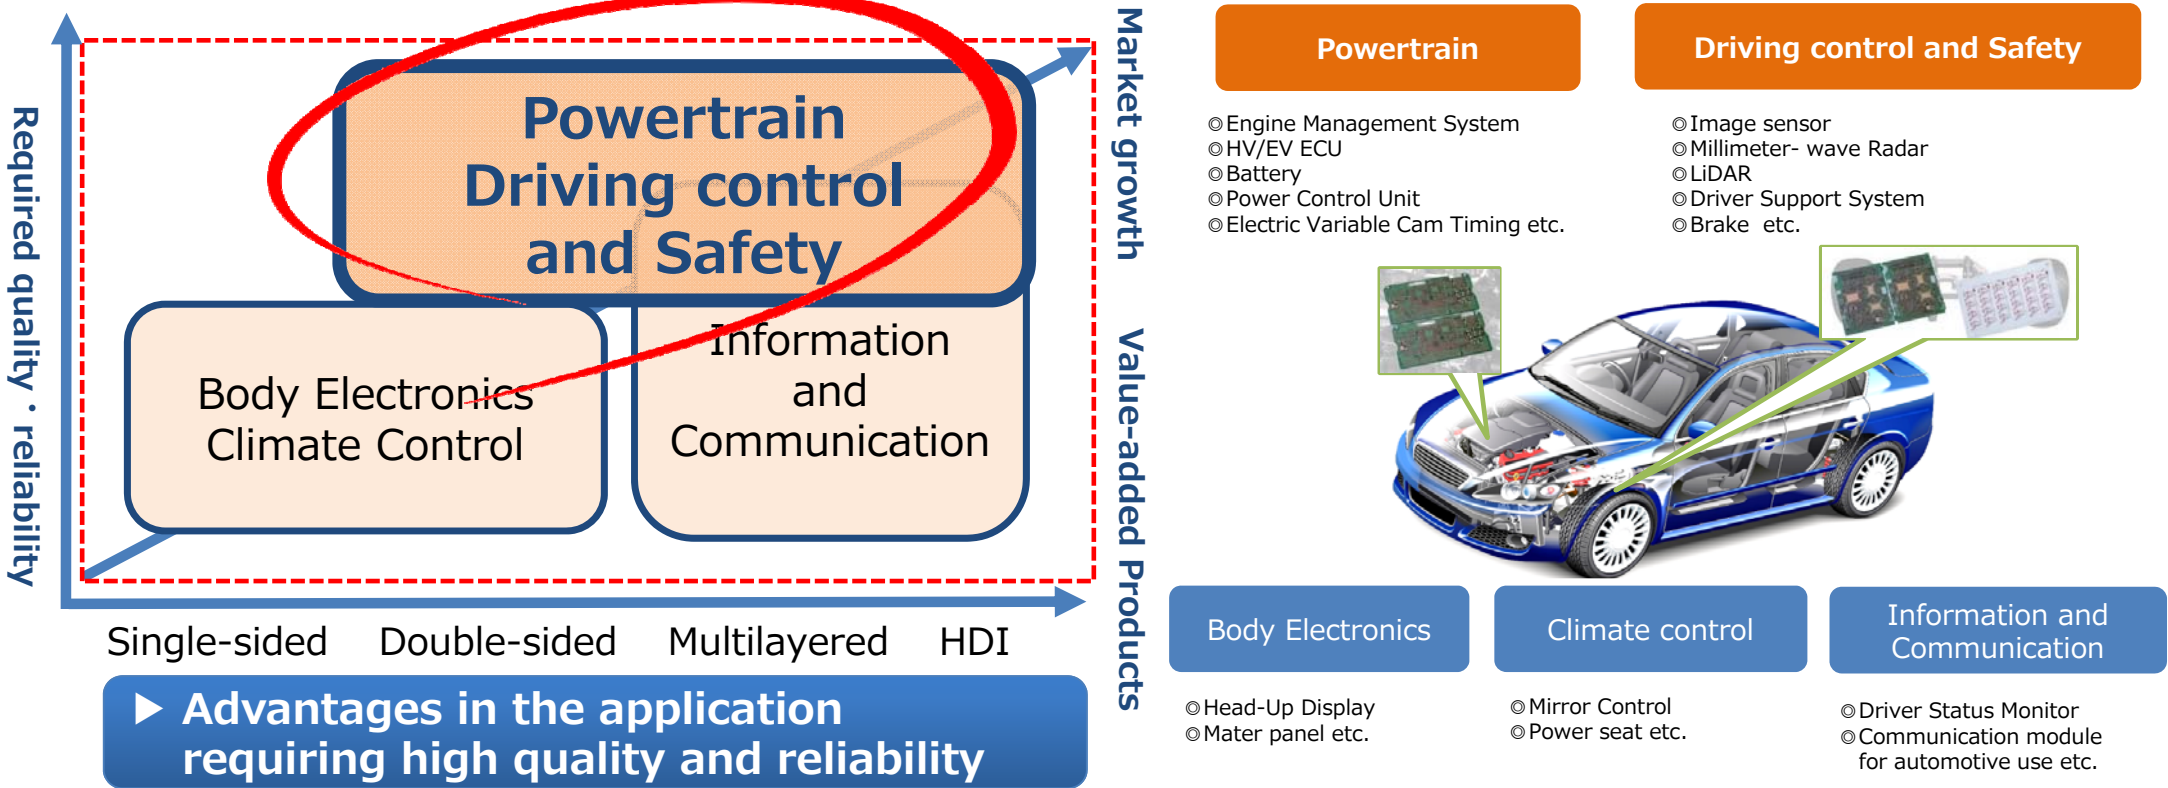 Required quality・reliability
Powertrain
Driving control
and Safety
Body Electronics
Climate Control
Information
and
Communication
Single-sided Double-sided Multilayered HDI
Market growth Value-added Products
▶ Advantages in the application
requiring high quality and reliability
Powertrain
◎Engine Management System
◎HV/EV ECU
◎Battery
◎Power Control Unit
◎Electric Variable Cam Timing etc.
Driving control and Safety
◎Image sensor
◎Millimeter- wave Radar
◎LiDAR
◎Driver Support System
◎Brake etc.
Body Electronics
◎Head-Up Display
◎Mater panel etc.
Climate control
◎Mirror Control
◎Power seat etc.
Information and
Communication
◎Driver Status Monitor
◎Communication module
for automotive use etc.